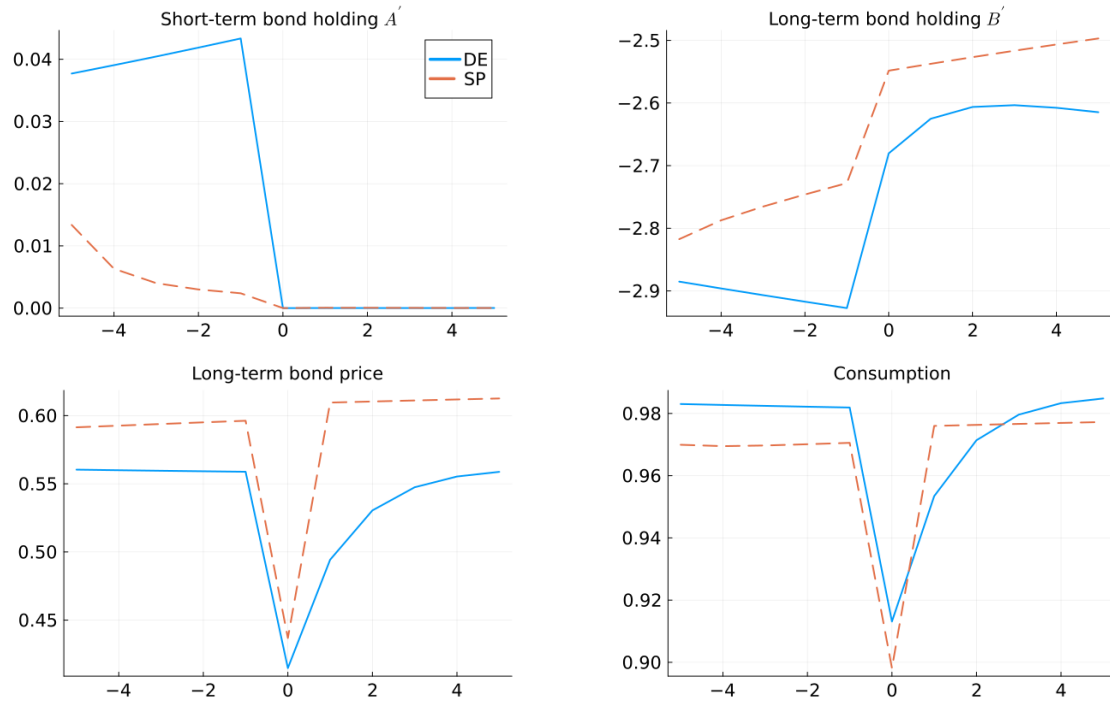 Short-term bond holding A′
0.04
0.03
0.02
0.01
0.00
−4 −2 0 2 4
DE
SP
Long-term bond holding B′
−2.5
−2.6
−2.7
−2.8
−2.9
−4 −2 0 2 4
Long-term bond price
0.60
0.55
0.50
0.45
−4 −2 0 2 4
Consumption
0.98
0.96
0.94
0.92
0.90
−4 −2 0 2 4